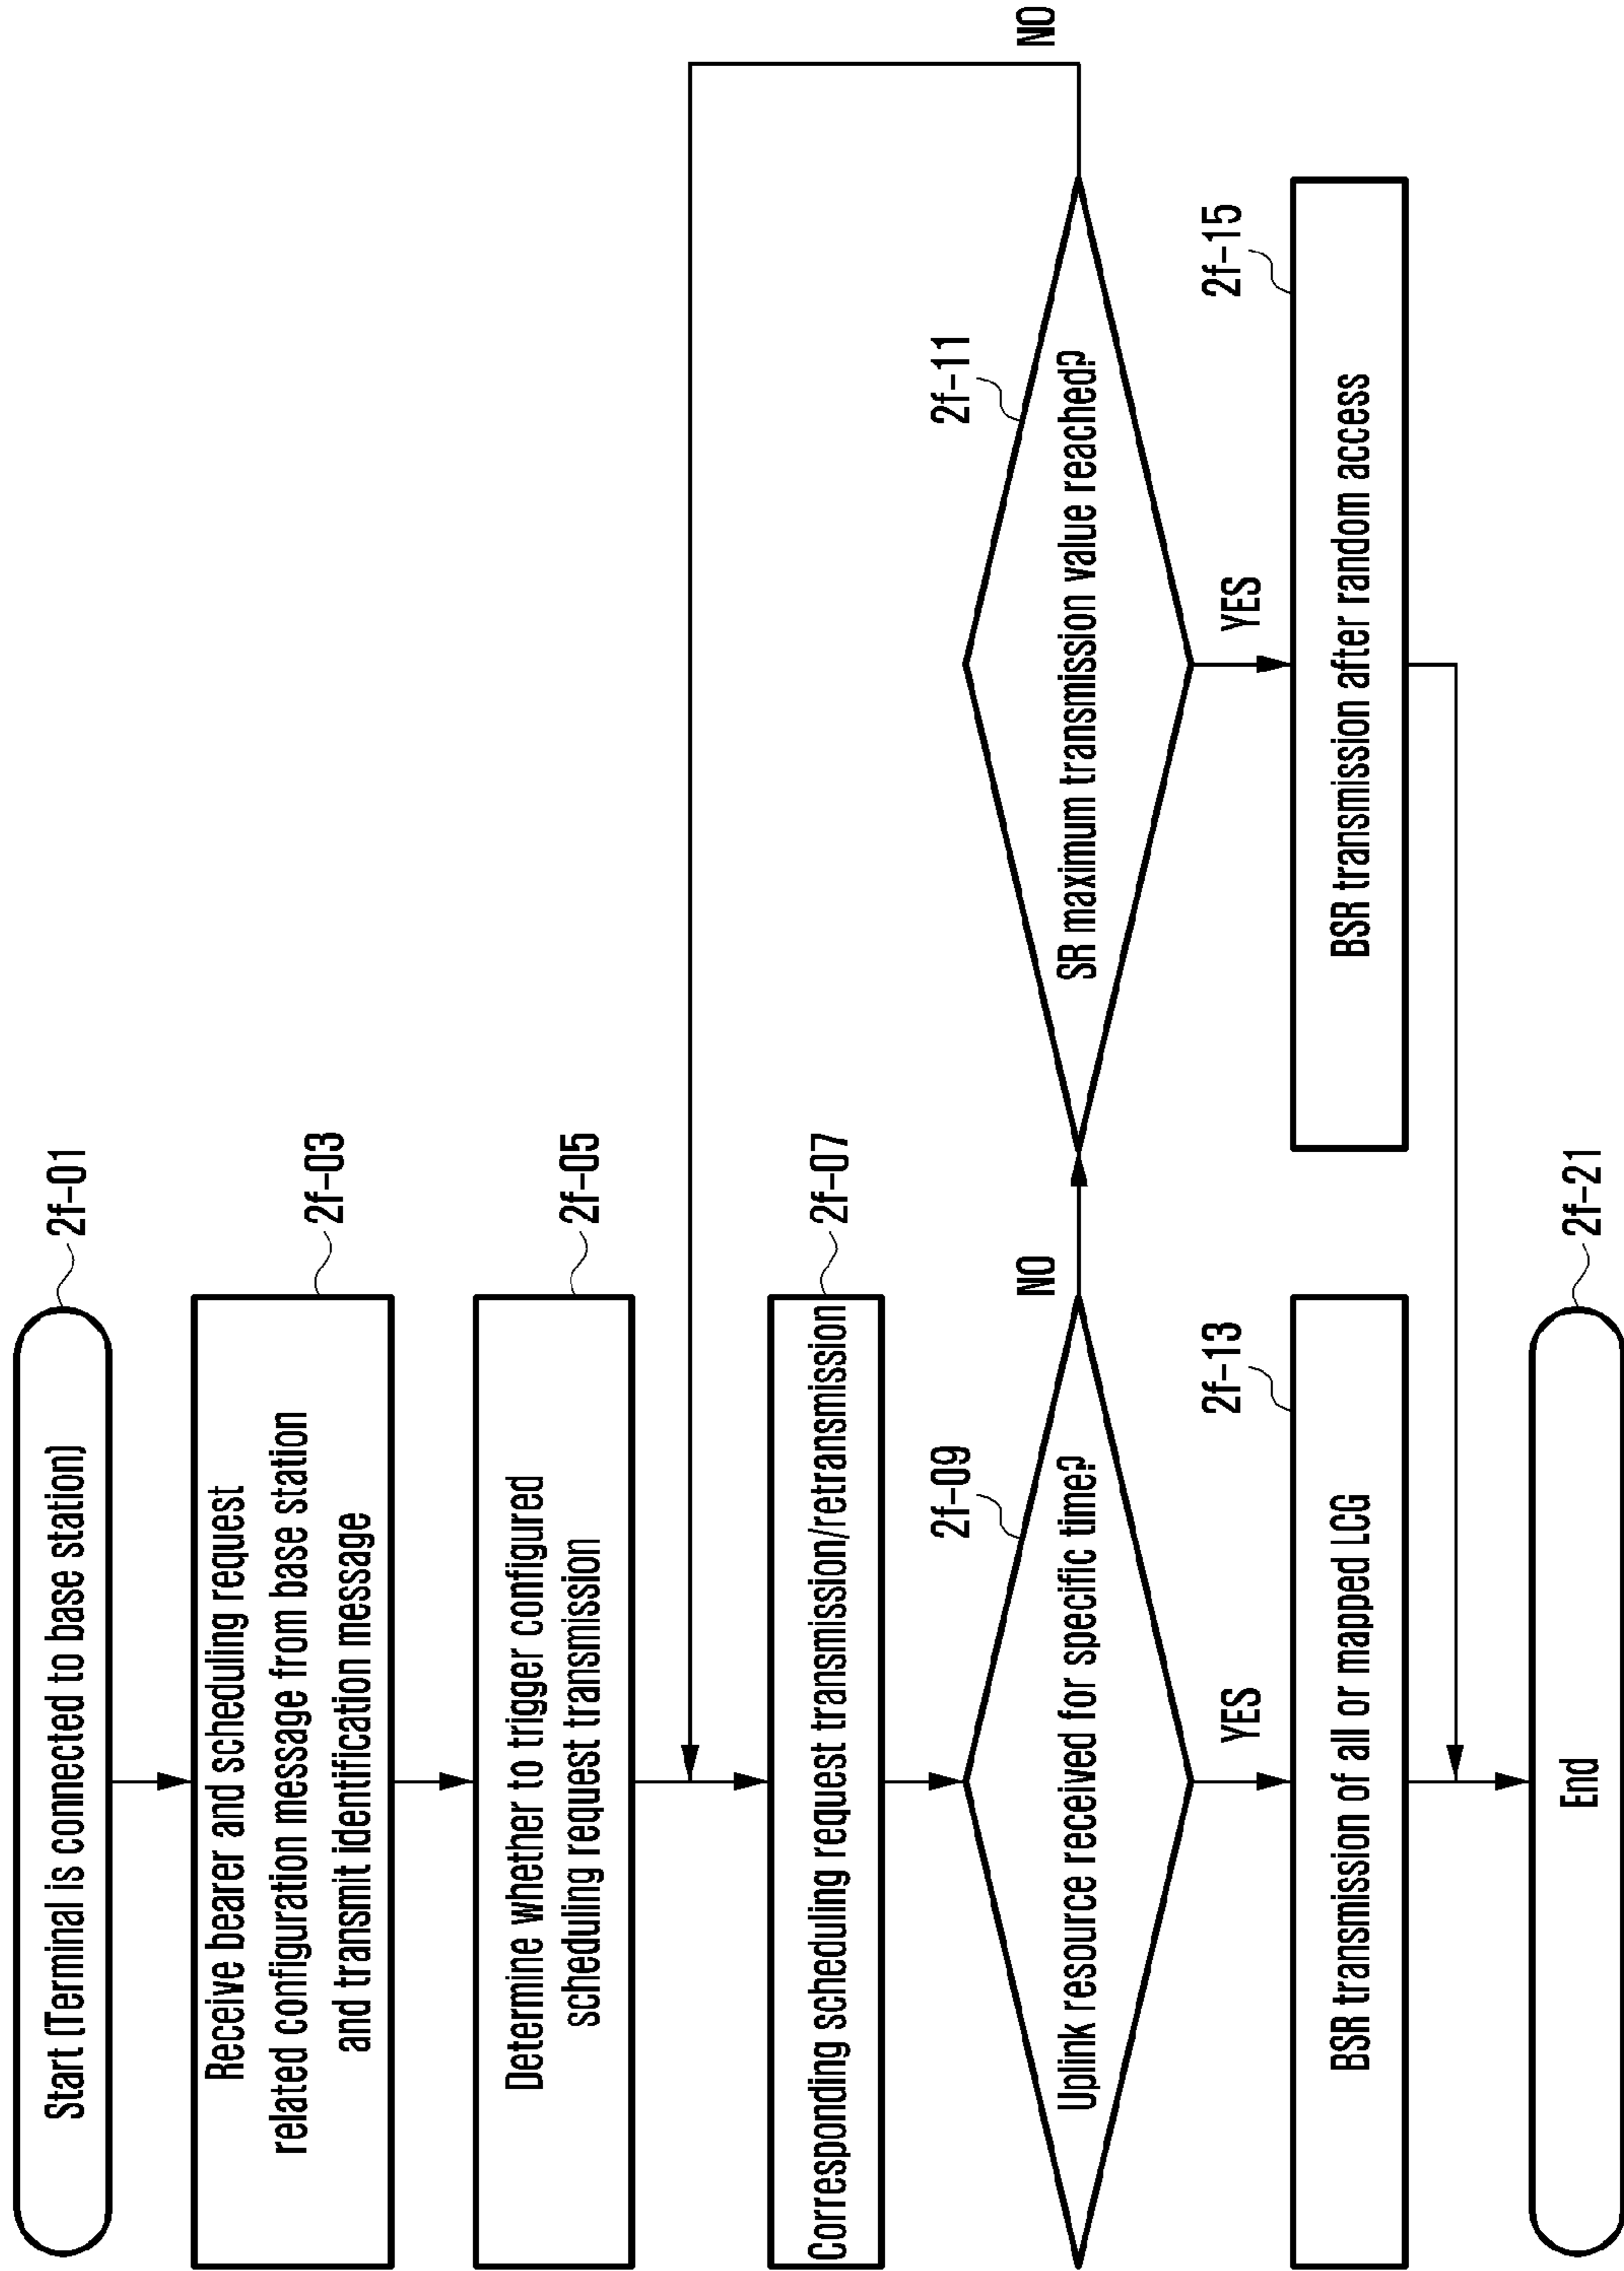 Start (Terminal is connected to base station)
2f-01
Receive bearer and scheduling request
related configuration message from base station
and transmit identification message
2f-03
Determine whether to trigger configured
scheduling request transmission
2f-05
Corresponding scheduling request transmission/retransmission
2f-07
Uplink resource received for specific time?
2f-09
NO
YES
SR maximum transmission value reached?
2f-11
NO
YES
BSR transmission of all or mapped LCG
2f-13
BSR transmission after random access
2f-15
End
2f-21